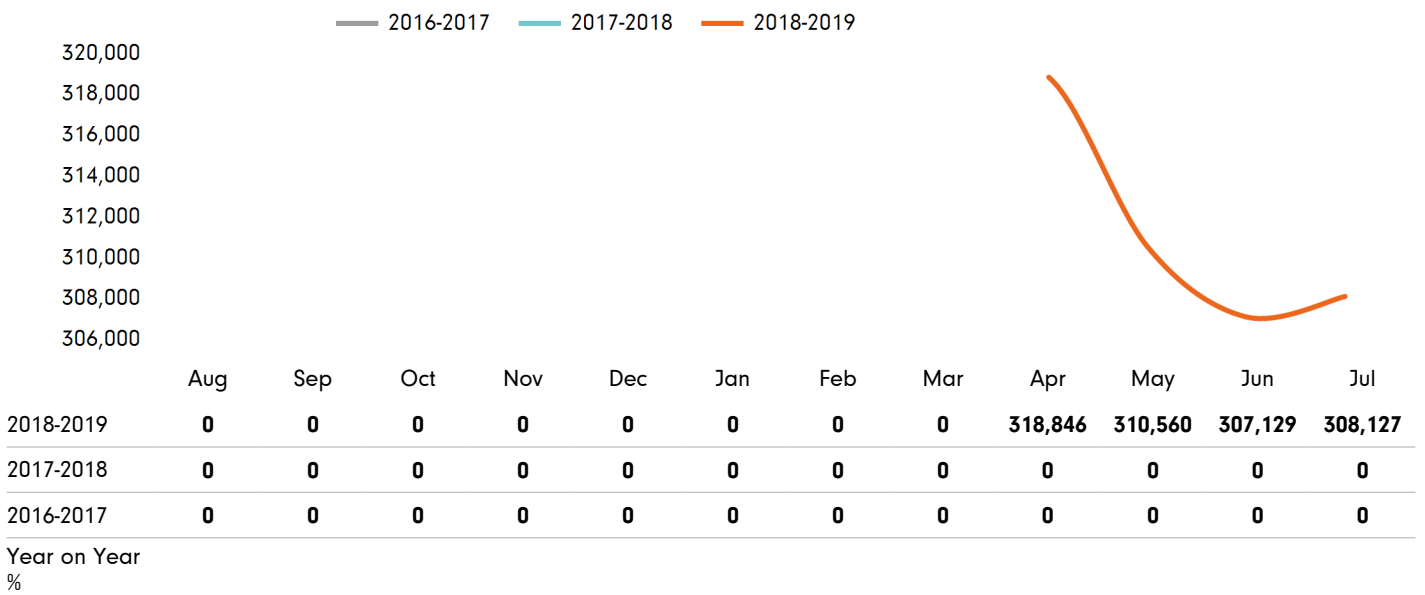 2016-2017 2017-2018 2018-2019
320,000
318,000
316,000
314,000
312,000
310,000
308,000
306,000
Aug Sep Oct Nov Dec Jan Feb Mar Apr May Jun Jul
2018-2019 0 0 0 0 0 0 0 0 318,846 310,560 307,129 308,127
2017-2018 0 0 0 0 0 0 0 0 0 0 0 0
2016-2017 0 0 0 0 0 0 0 0 0 0 0 0
Year on Year
%